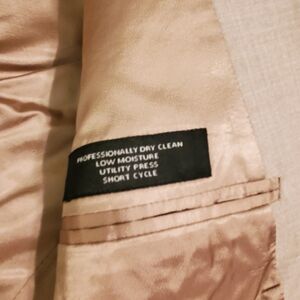 PROFESSIONALLY DRY CLEAN
LOW MOISTURE
UTILITY PRESS
SHORT CYCLE